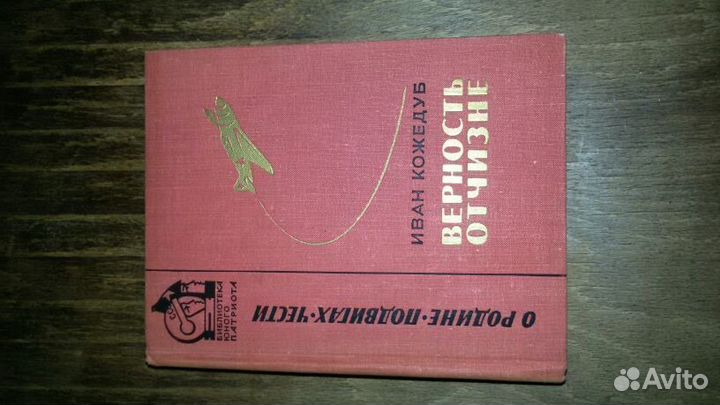 ИВАН КОЖЕДУБ
ВЕРНОСТЬ
ОТЧИЗНЕ
О РОДИНЕ • ПОДВИГАХ • ЧЕСТИ
БИБЛИОТЕКА
ЮНОГО
ПАТРИОТА
Avito